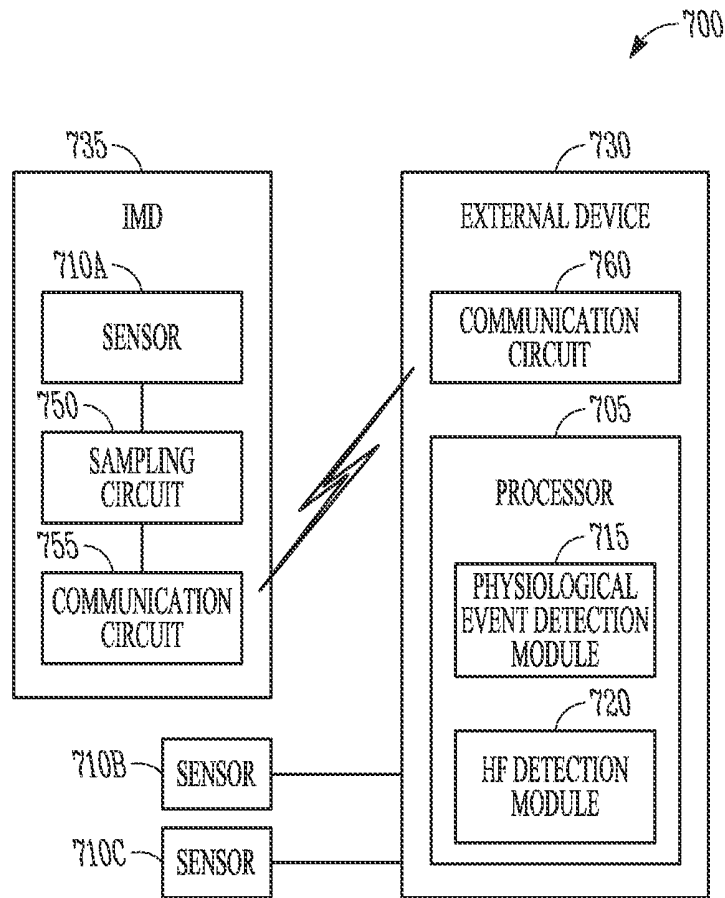 700
735
IMD
710A
SENSOR
750
SAMPLING
CIRCUIT
755
COMMUNICATION
CIRCUIT
730
EXTERNAL DEVICE
760
COMMUNICATION
CIRCUIT
705
PROCESSOR
715
PHYSIOLOGICAL
EVENT DETECTION
MODULE
720
HF DETECTION
MODULE
710B
SENSOR
710C
SENSOR